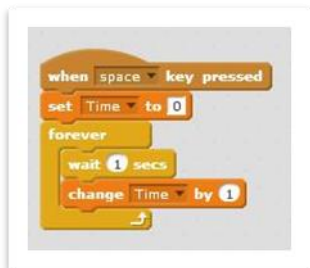 when space key pressed
set Time to 0
forever
wait 1 secs
change Time by 1